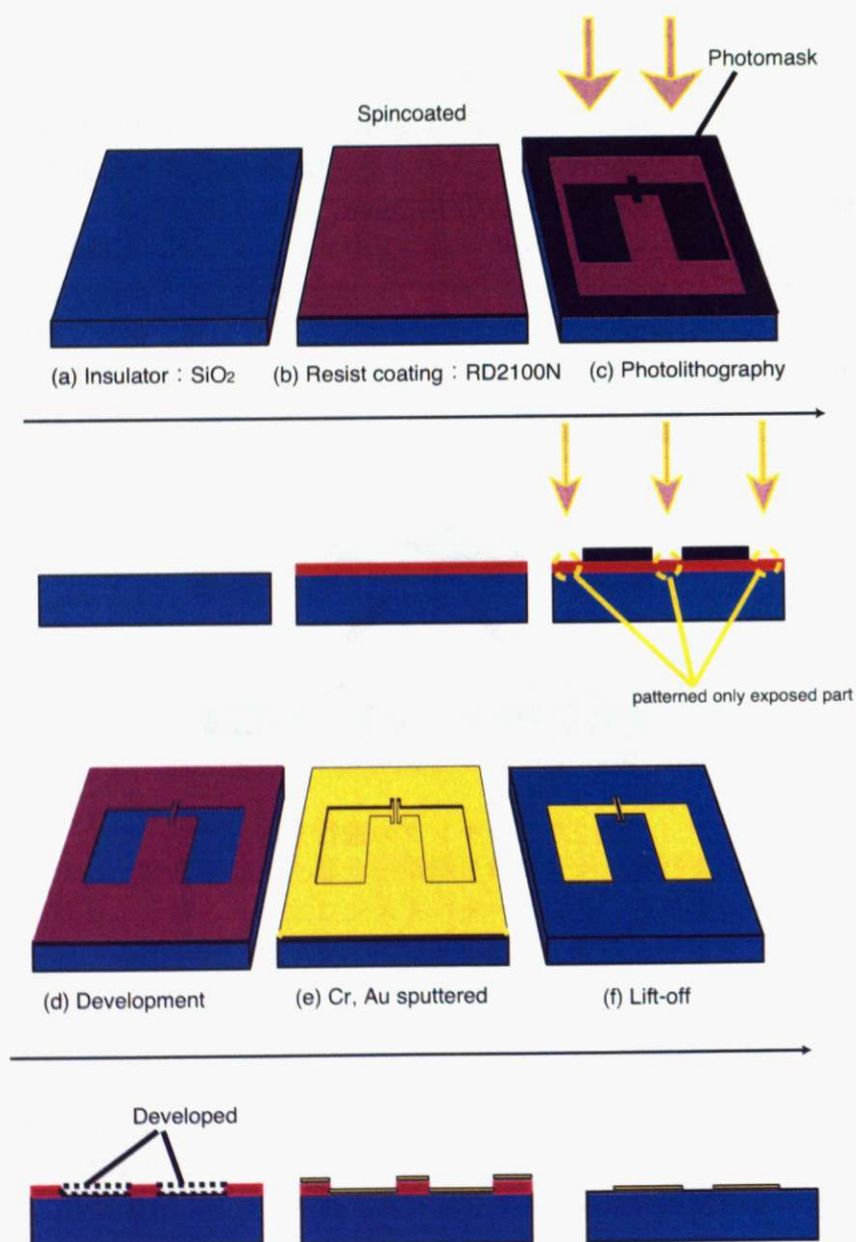 Photomask
Spincoated
(a) Insulator : SiO2
(b) Resist coating : RD2100N
(c) Photolithography
patterned only exposed part
(d) Development
(e) Cr, Au sputtered
(f) Lift-off
Developed